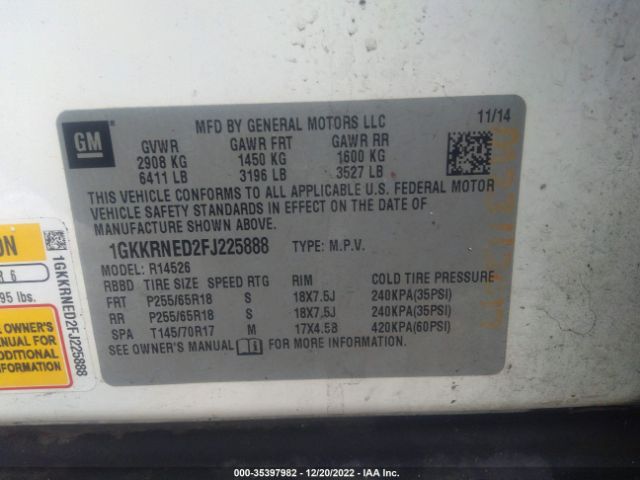 GM
MFD BY GENERAL MOTORS LLC 11/14
GVWR GAWR FRT GAWR RR
2908 KG 1450 KG 1600 KG
6411 LB 3196 LB 3527 LB
THIS VEHICLE CONFORMS TO ALL APPLICABLE U.S. FEDERAL MOTOR
VEHICLE SAFETY STANDARDS IN EFFECT ON THE DATE OF
MANUFACTURE SHOWN ABOVE.
1GKKRNED2FJ225888 TYPE: M.P.V.
MODEL: R14526
RBBD TIRE SIZE SPEED RTG RIM COLD TIRE PRESSURE
FRT P255/65R18 S 18X7.5J 240KPA(35PSI)
RR P255/65R18 S 18X7.5J 240KPA(35PSI)
SPA T145/70R17 M 17X4.5B 420KPA(60PSI)
SEE OWNER'S MANUAL i FOR MORE INFORMATION.
ON
R 6
95 lbs.
E OWNER'S
MANUAL FOR
ADDITIONAL
FORMATION
1GKKRNED2FJ225888
000-35397982 - 12/20/2022 - IAA Inc.